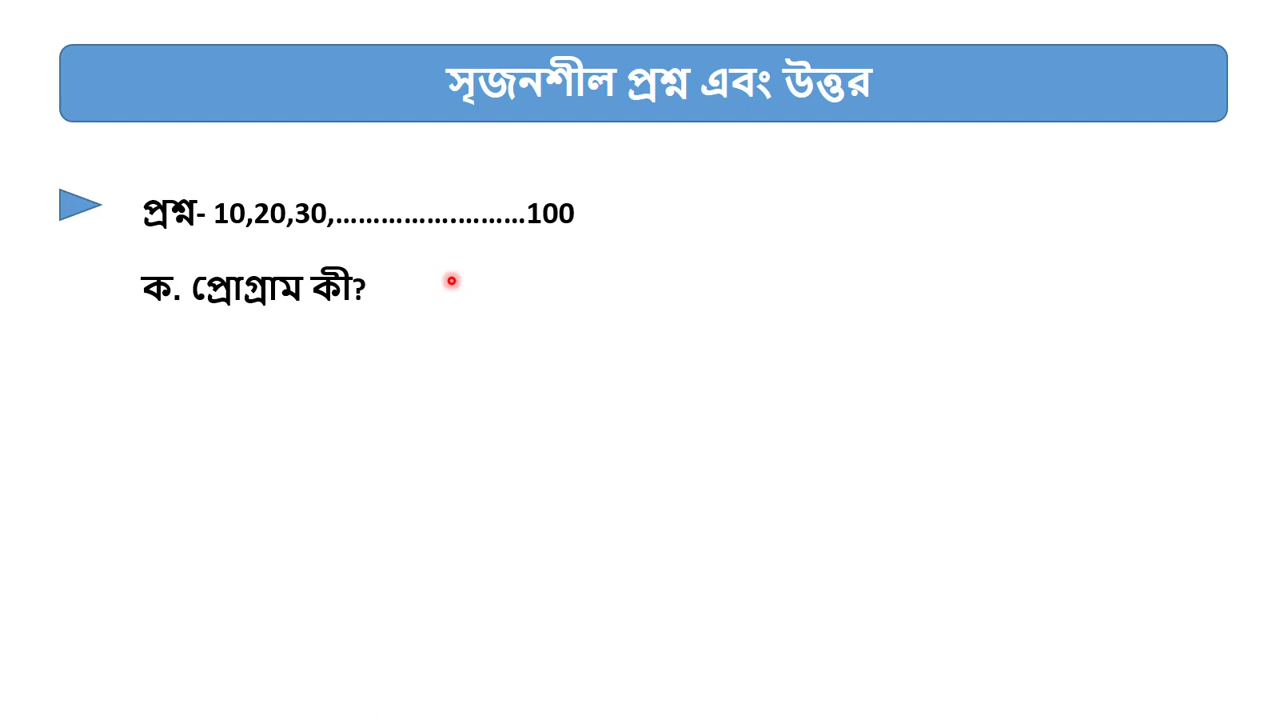 সৃজনশীল প্রশ্ন এবং উত্তর
প্রশ্ন- 10,20,30,…………….………100
ক. প্রোগ্রাম কী?